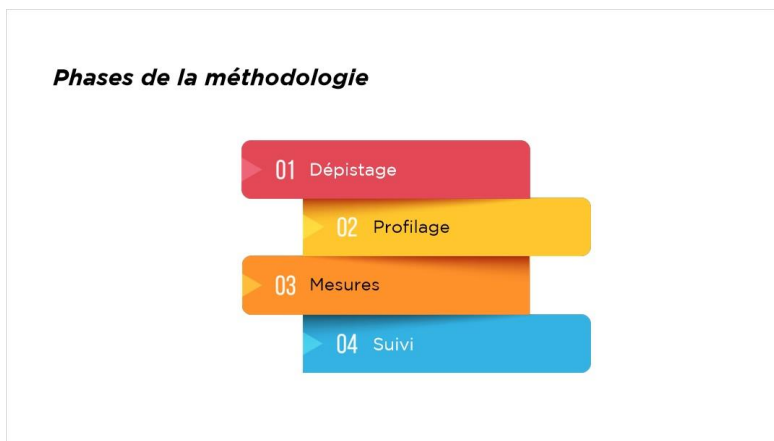 Phases de la méthodologie
01 Dépistage
02 Profilage
03 Mesures
04 Suivi